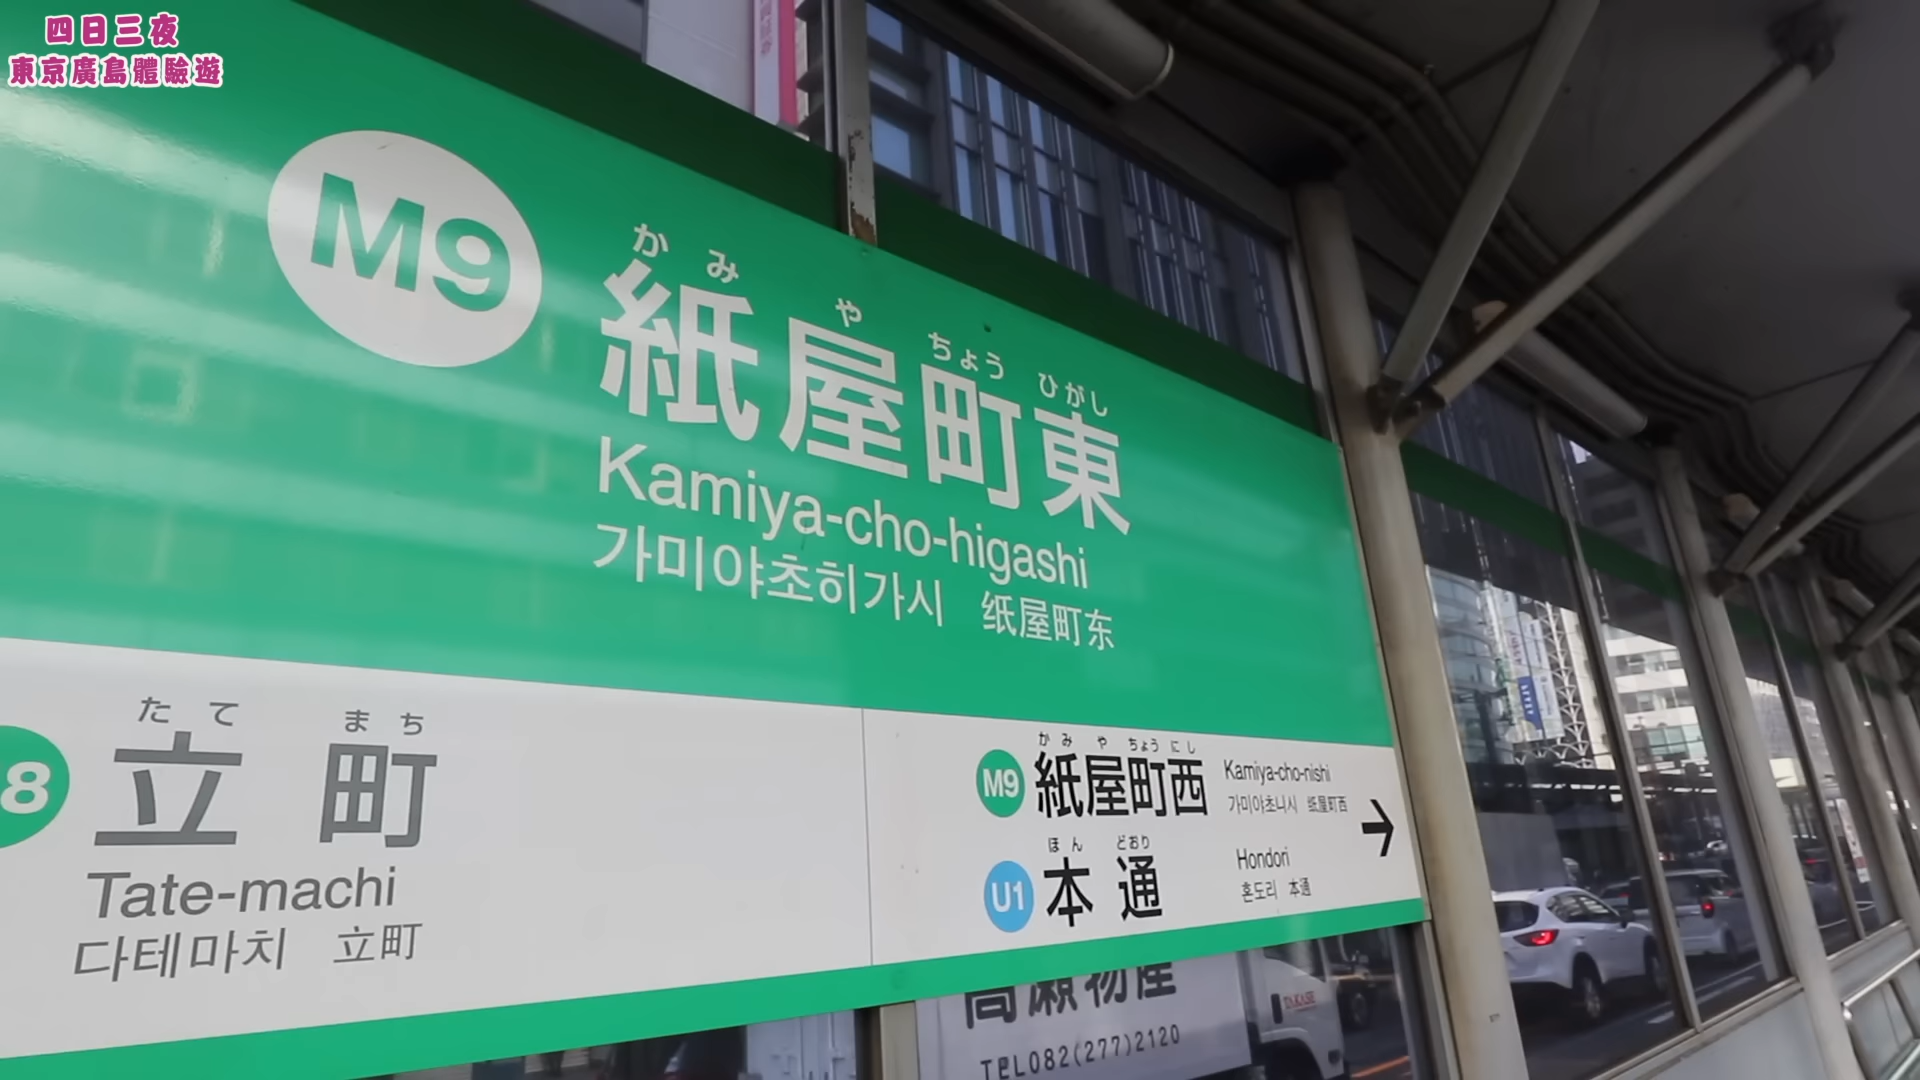 四日三夜
東京廣島體驗遊
M9
かみ や ちょう ひがし
紙屋町東
Kamiya-cho-higashi
가미야초히가시 纸屋町东
8
たて まち
立町
Tate-machi
다테마치 立町
かみ や ちょう にし
M9 紙屋町西 Kamiya-cho-nishi
가미야초니시 纸屋町西
→
ほん どおり
U1 本通 Hondori
혼도리 本通
高瀬物産
TEL082(277)2120
TAKASE